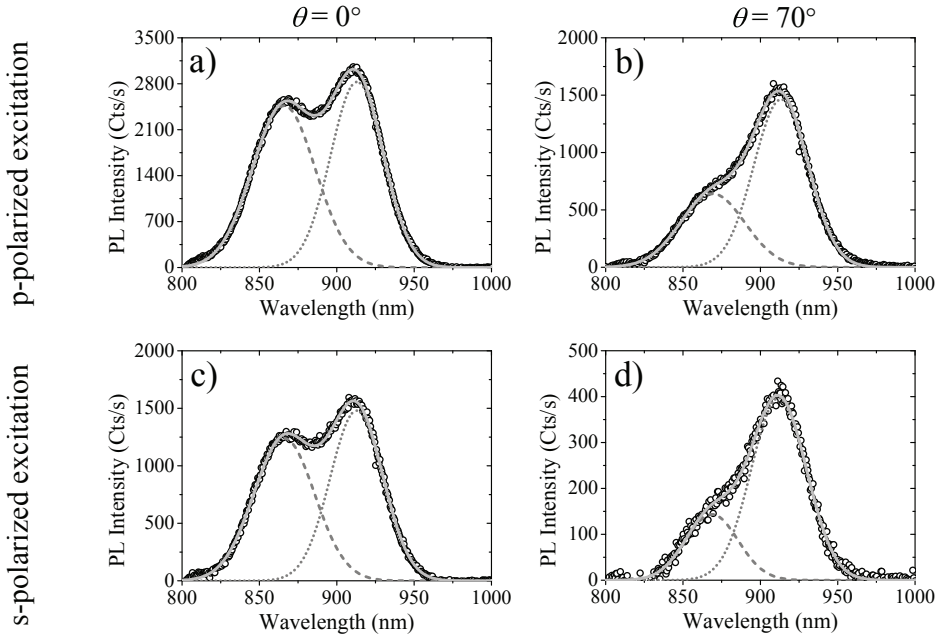 θ = 0°
θ = 70°
p-polarized excitation
a)
PL Intensity (Cts/s)
3500
2800
2100
1400
700
0
800 850 900 950 1000
Wavelength (nm)
b)
PL Intensity (Cts/s)
2000
1500
1000
500
0
800 850 900 950 1000
Wavelength (nm)
s-polarized excitation
c)
PL Intensity (Cts/s)
2000
1500
1000
500
0
800 850 900 950 1000
Wavelength (nm)
d)
PL Intensity (Cts/s)
500
400
300
200
100
0
800 850 900 950 1000
Wavelength (nm)